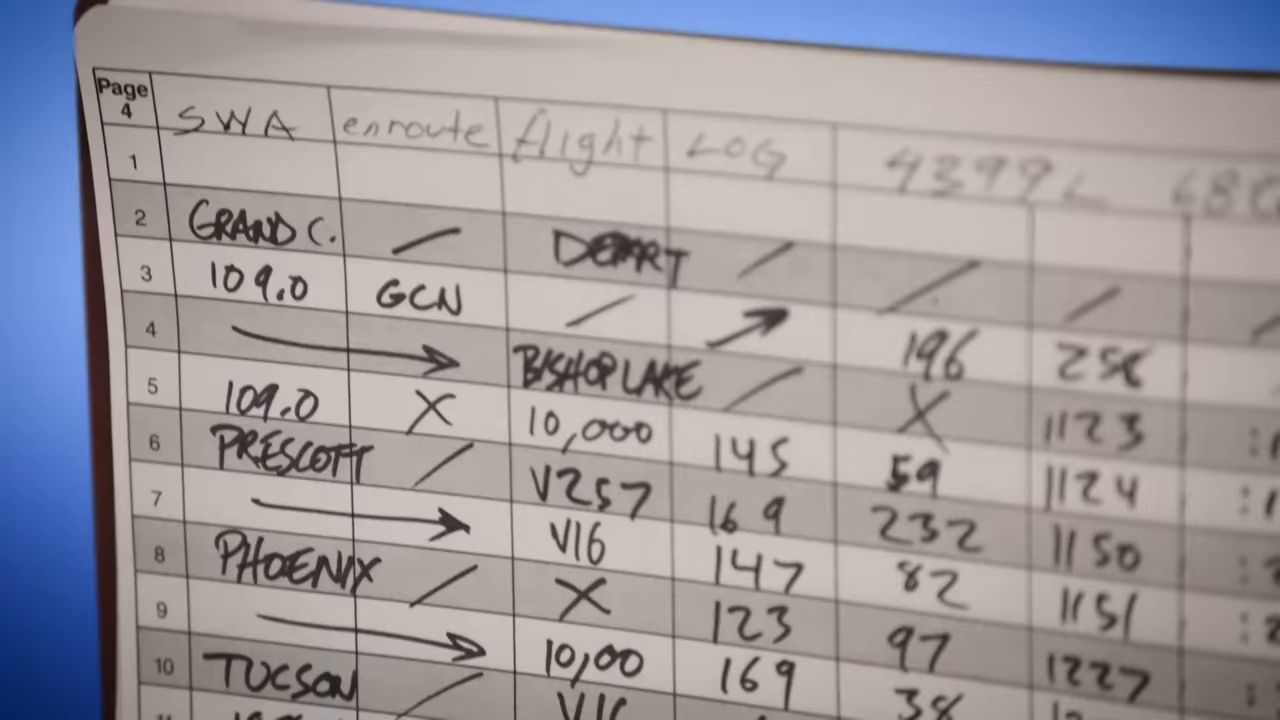 Page 4 SWA enroute flight LOG 4399L
1
2 GRAND C. / DEPART / / /
3 109.0 GCN / → 196 258
4 → BISHOP LAKE / X 1123
5 109.0 X 10,000 145 59 1124
6 PRESCOTT / V257 169 232 1150
7 → V16 147 82 1151
8 PHOENIX / X 123 97 1227
9 → 10,00 169 38
10 TUCSON / V16